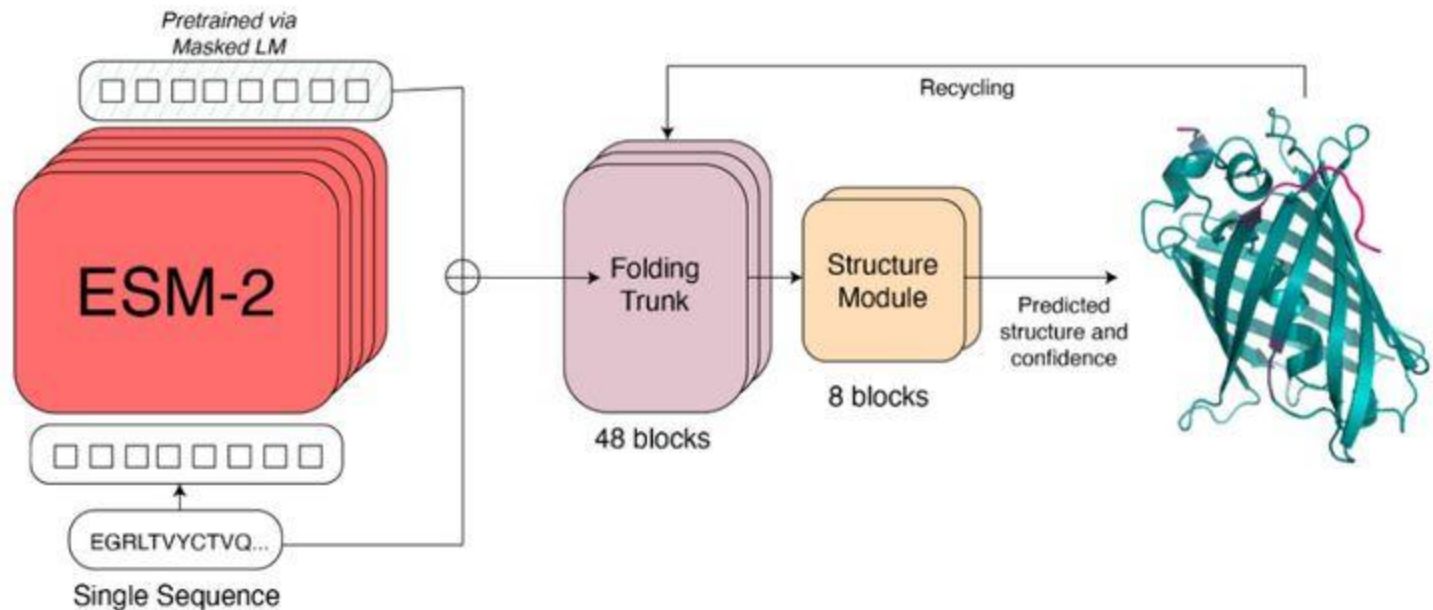 Pretrained via
Masked LM
ESM-2
EGRLTVYCTVQ...
Single Sequence
Recycling
Folding
Trunk
48 blocks
Structure
Module
8 blocks
Predicted
structure and
confidence